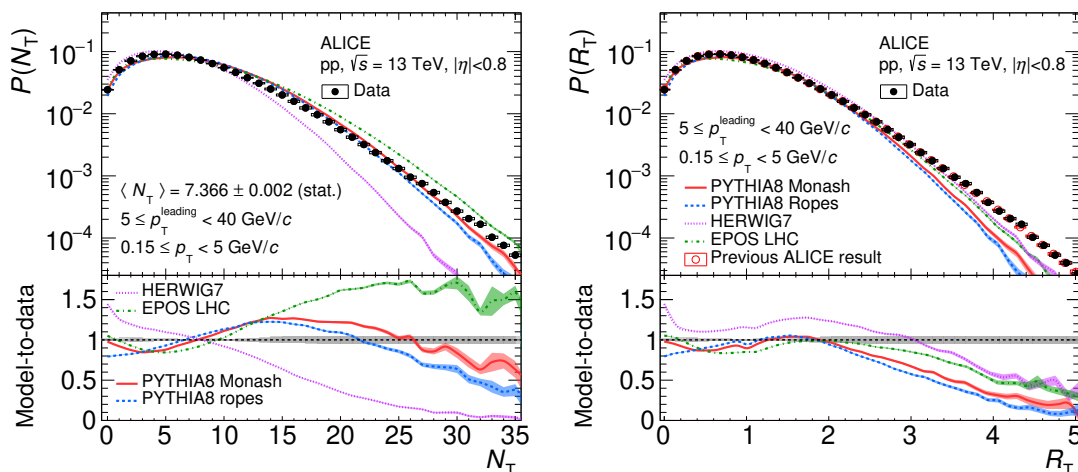 P(N_T)
10⁻¹
10⁻²
10⁻³
10⁻⁴
ALICE
pp, √s = 13 TeV, |η|<0.8
Data
⟨ N_T ⟩ = 7.366 ± 0.002 (stat.)
5 ≤ p_T^leading < 40 GeV/c
0.15 ≤ p_T < 5 GeV/c
Model-to-data
1.5
1
0.5
0
HERWIG7
EPOS LHC
PYTHIA8 Monash
PYTHIA8 ropes
0 5 10 15 20 25 30 35
N_T
P(R_T)
10⁻¹
10⁻²
10⁻³
10⁻⁴
ALICE
pp, √s = 13 TeV, |η|<0.8
Data
5 ≤ p_T^leading < 40 GeV/c
0.15 ≤ p_T < 5 GeV/c
PYTHIA8 Monash
PYTHIA8 Ropes
HERWIG7
EPOS LHC
Previous ALICE result
Model-to-data
1.5
1
0.5
0
0 1 2 3 4 5
R_T